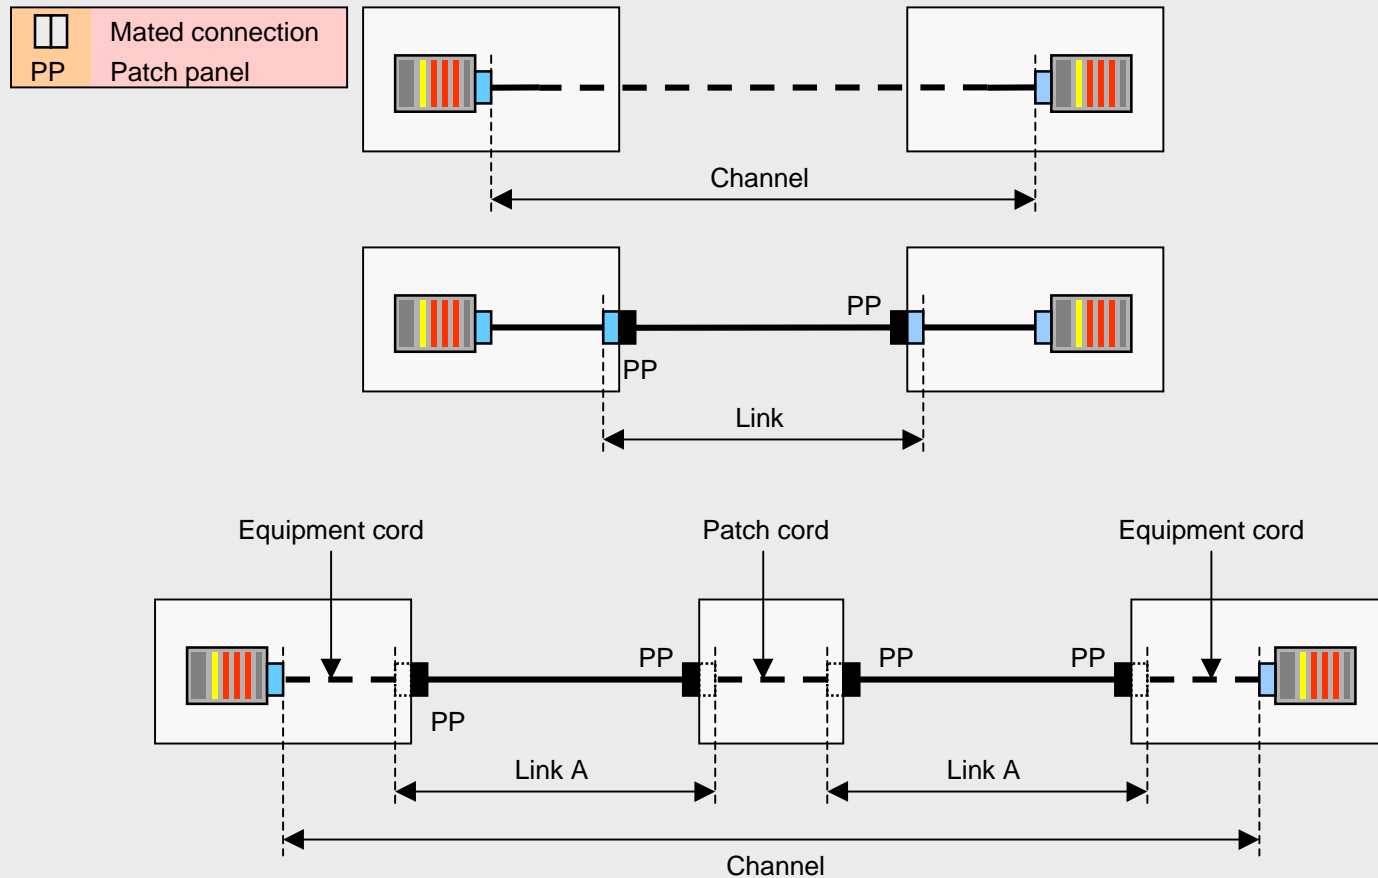 Mated connection
PP Patch panel
Channel
PP
PP
Link
Equipment cord Patch cord Equipment cord
PP PP PP
PP
Link A Link A
Channel